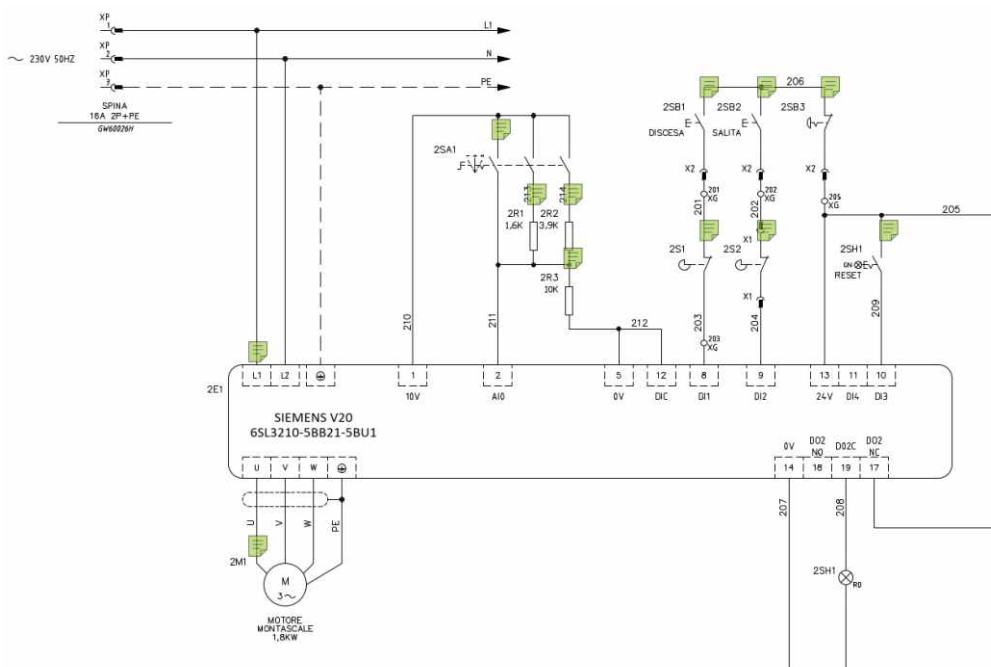 XP
1
L1
XP
2
~ 230V 50HZ
N
XP
3
PE
SPINA
16A 2P+PE
GW60026H
206
2SB1
2SB2
2SB3
DISCESA
SALITA
2SA1
X2
X2
X2
213
214
201
XG
202
XG
205
XG
201
202
205
2R1
1,6K
2R2
3,9K
X1
2S1
2S2
2SH1
GN
RESET
2R3
10K
X1
210
211
212
203
204
209
203
XG
2E1
L1
L2
1
2
5
12
8
9
13
11
10
10V
AI0
0V
DIC
DI1
DI2
24V
DI4
DI3
SIEMENS V20
6SL3210-5BB21-5BU1
0V
DO2
NO
DO2C
DO2
NC
U
V
W
14
18
19
17
U
V
W
PE
207
208
2M1
M
3~
2SH1
RD
MOTORE
MONTASCALE
1,8KW